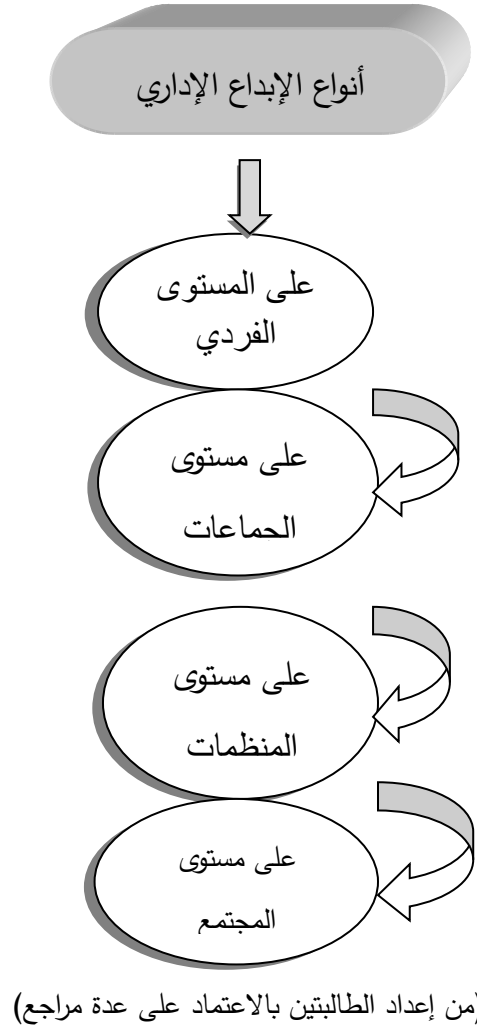 أنواع الإبداع الإداري
على المستوى
الفردي
على مستوى
الحماعات
على مستوى
المنظمات
على مستوى
المجتمع
(من إعداد الطالبتين بالاعتماد على عدة مراجع)